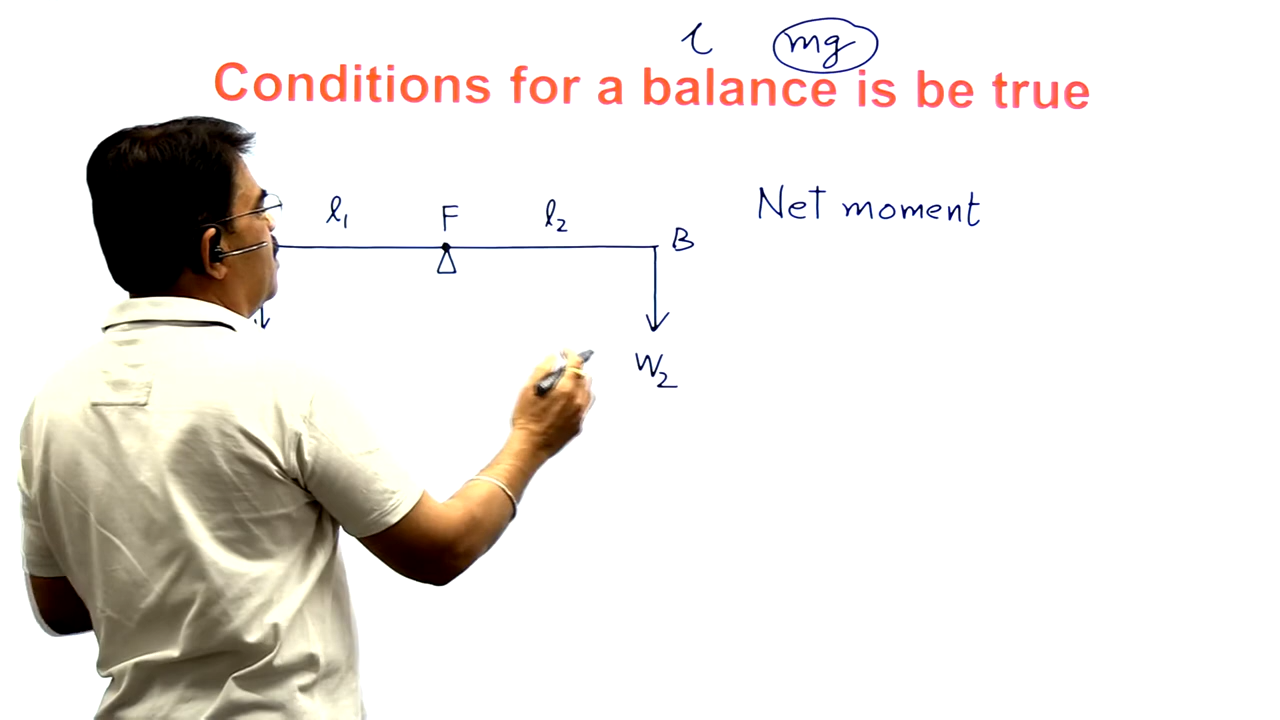 l mg
Conditions for a balance is be true
l₁ F l₂
Net moment
B
W₂